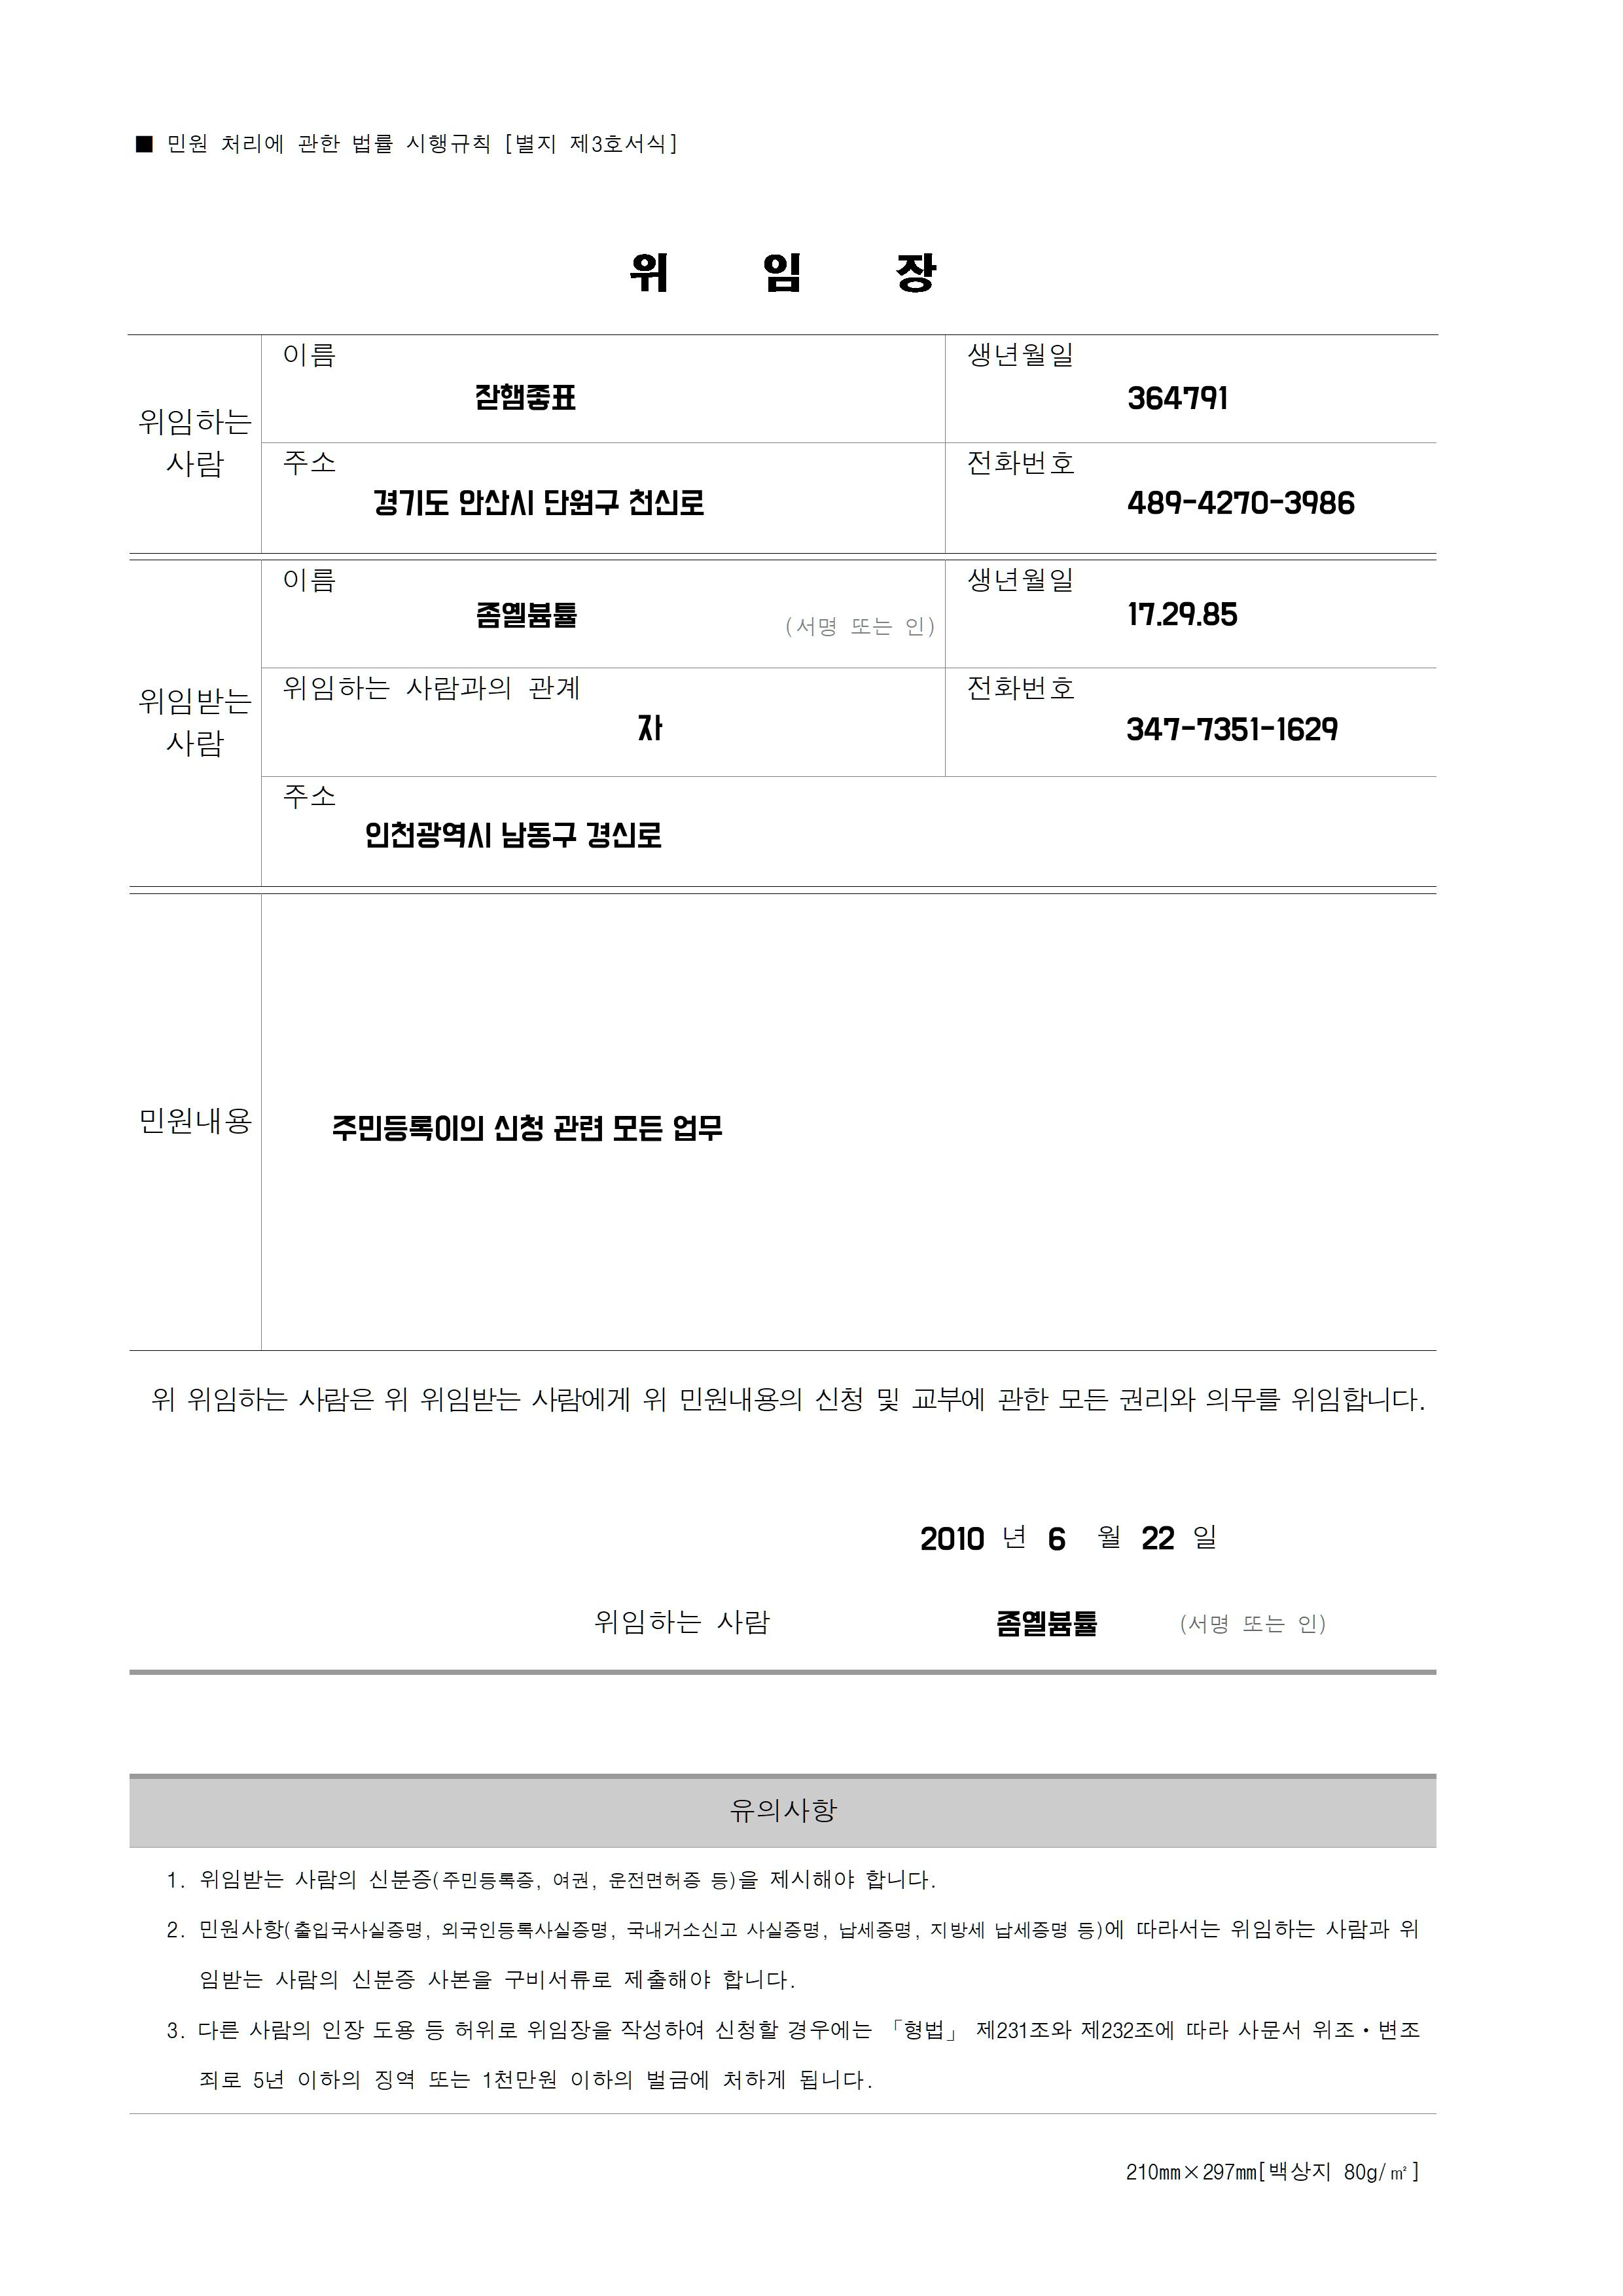 ■ 민원 처리에 관한 법률 시행규칙 [별지 제3호서식]
위 임 장
위임하는 사람
이름
잗햄좋표
생년월일
364791
주소
경기도 안산시 단원구 천신로
전화번호
489-4270-3986
위임받는 사람
이름
좀옐붐튤
(서명 또는 인)
생년월일
17.29.85
위임하는 사람과의 관계
자
전화번호
347-7351-1629
주소
인천광역시 남동구 경신로
민원내용
주민등록이의 신청 관련 모든 업무
위 위임하는 사람은 위 위임받는 사람에게 위 민원내용의 신청 및 교부에 관한 모든 권리와 의무를 위임합니다.
2010 년 6 월 22 일
위임하는 사람 좀옐붐튤 (서명 또는 인)
유의사항
1. 위임받는 사람의 신분증(주민등록증, 여권, 운전면허증 등)을 제시해야 합니다.
2. 민원사항(출입국사실증명, 외국인등록사실증명, 국내거소신고 사실증명, 납세증명, 지방세 납세증명 등)에 따라서는 위임하는 사람과 위
임받는 사람의 신분증 사본을 구비서류로 제출해야 합니다.
3. 다른 사람의 인장 도용 등 허위로 위임장을 작성하여 신청할 경우에는 「형법」 제231조와 제232조에 따라 사문서 위조·변조
죄로 5년 이하의 징역 또는 1천만원 이하의 벌금에 처하게 됩니다.
210㎜×297㎜[백상지 80g/㎡]